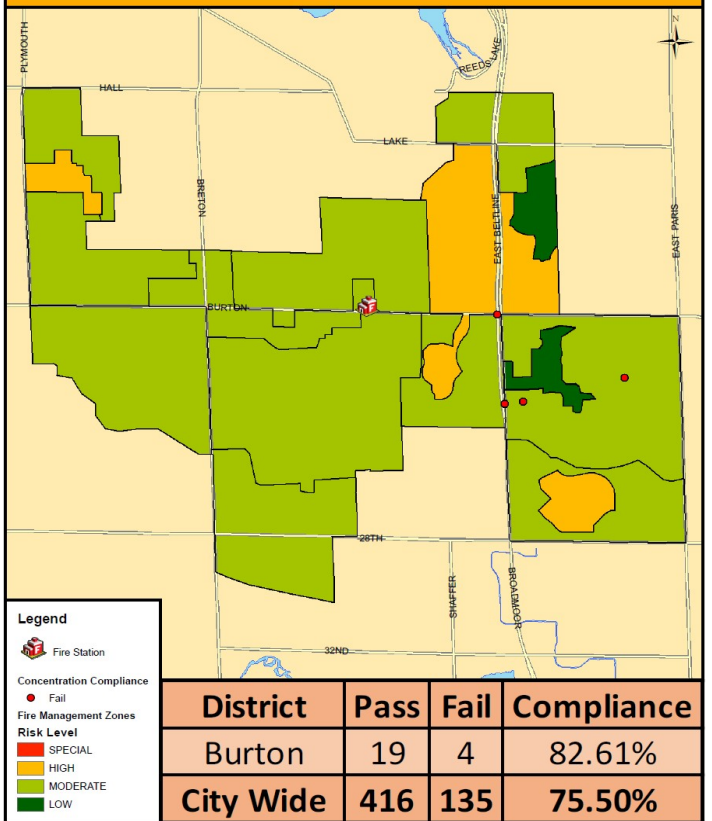 PLYMOUTH
N
REEDS LAKE
HALL
LAKE
BRETON
EAST BELTLINE
EAST PARIS
BURTON
28TH
SHAFFER
BROADMOOR
32ND
Legend
Fire Station
Concentration Compliance
Fail
Fire Management Zones
Risk Level
SPECIAL
HIGH
MODERATE
LOW
District Pass Fail Compliance
Burton 19 4 82.61%
City Wide 416 135 75.50%